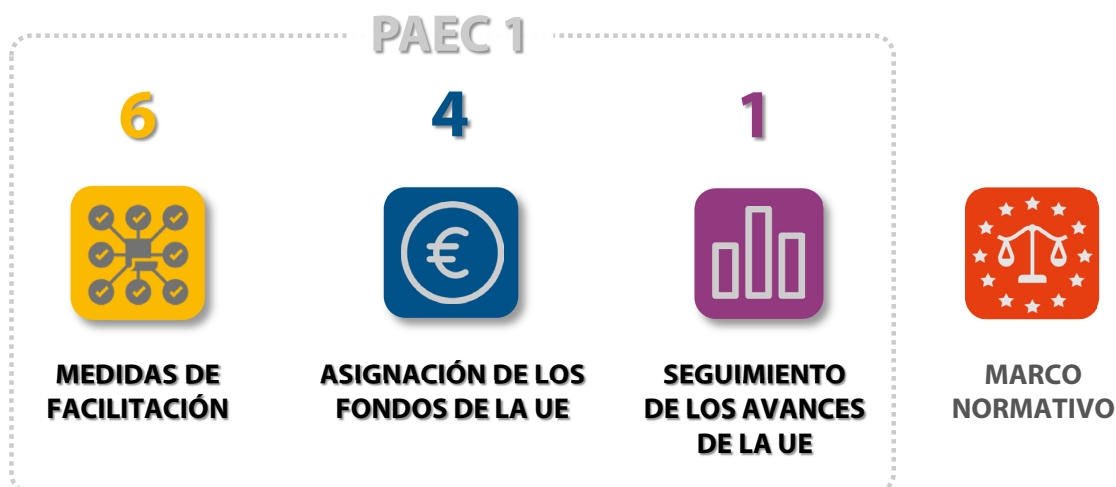 PAEC 1
6
MEDIDAS DE
FACILITACIÓN
4
€
ASIGNACIÓN DE LOS
FONDOS DE LA UE
1
SEGUIMIENTO
DE LOS AVANCES
DE LA UE
MARCO
NORMATIVO